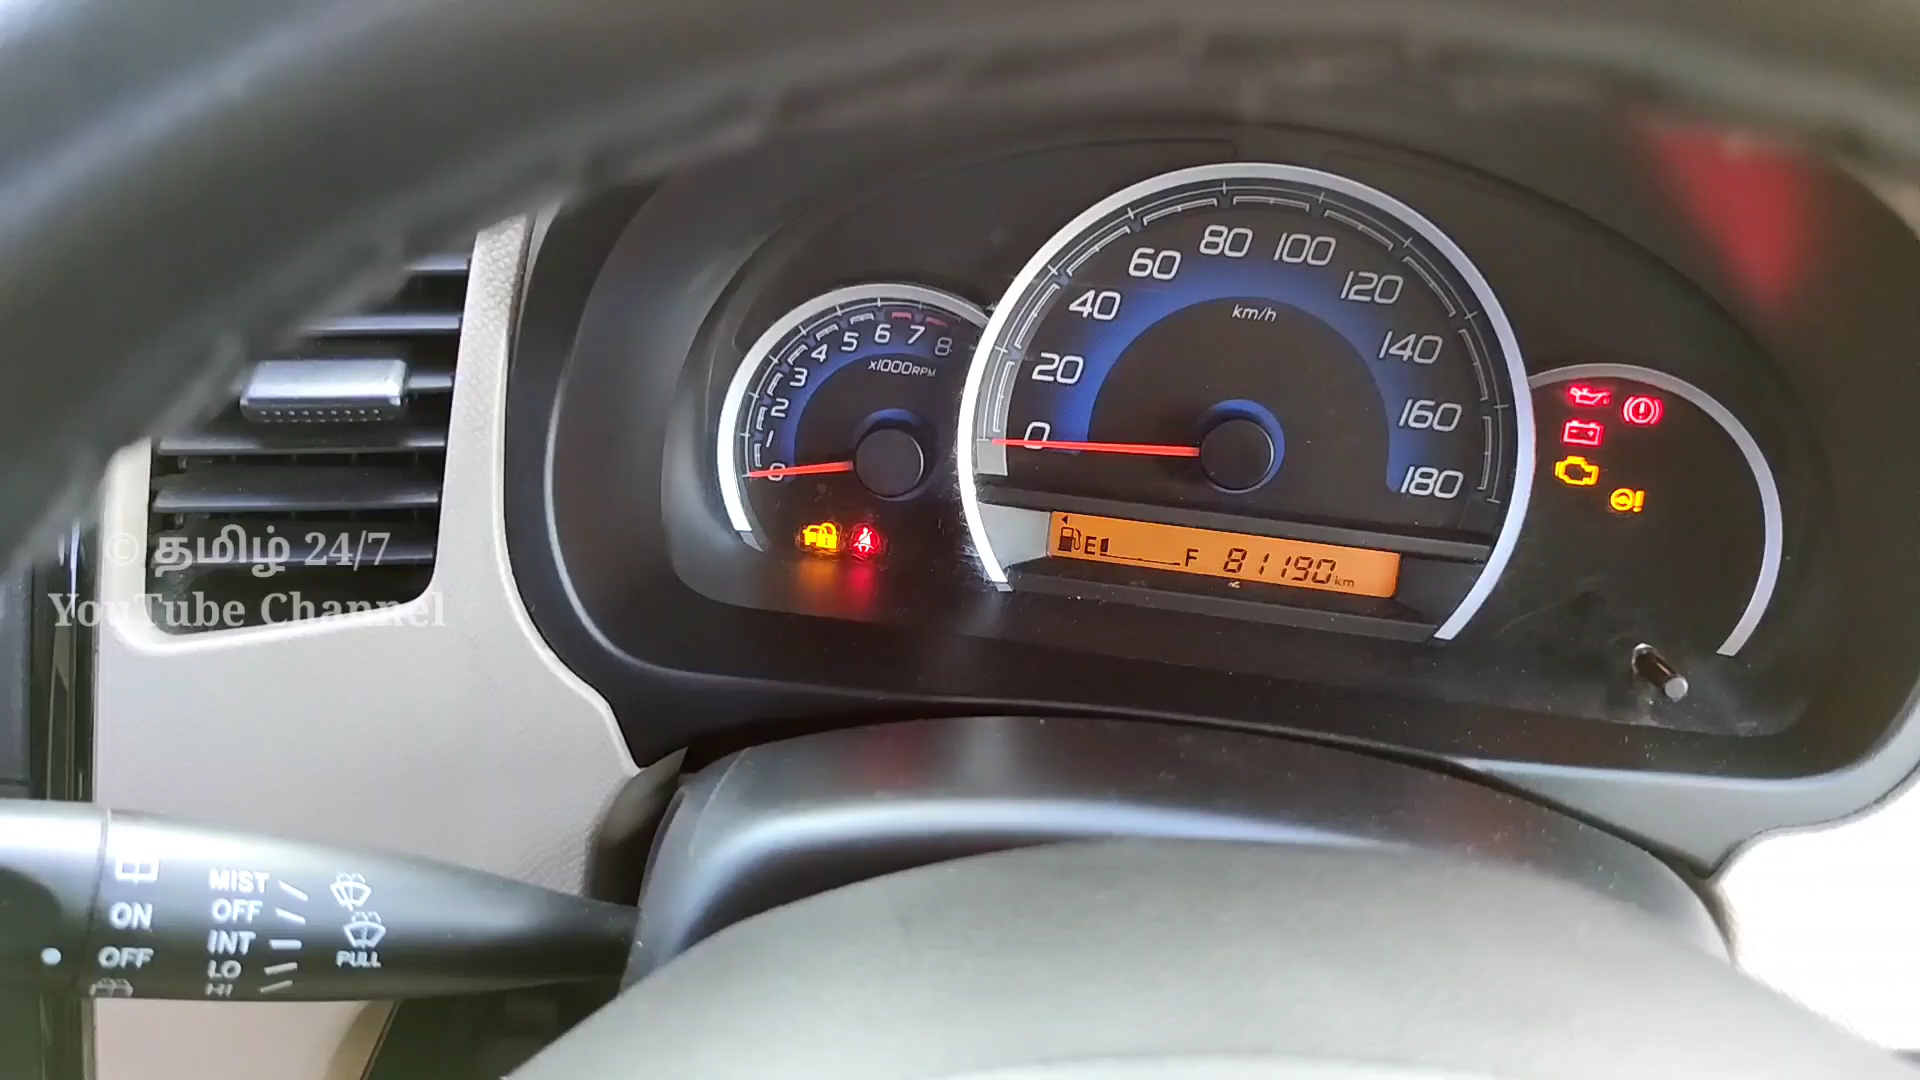 80 100
60 120
40 km/h 140
20 160
0 180
5 6 7 8
4
3 x1000RPM
2
1
0
E F 81190 km
© தமிழ் 24/7
YouTube Channel
MIST
ON OFF
INT
OFF LO PULL
HI